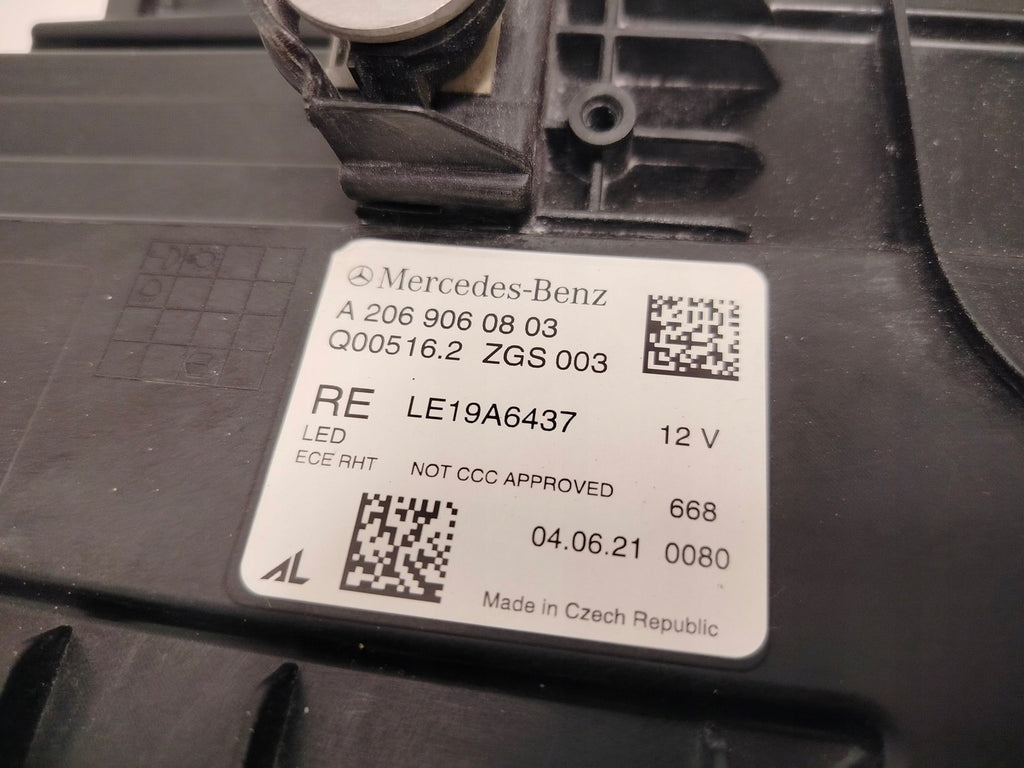 Mercedes-Benz
A 206 906 08 03
Q00516.2 ZGS 003
RE LE19A6437 12 V
LED
ECE RHT NOT CCC APPROVED 668
04.06.21 0080
AL
Made in Czech Republic